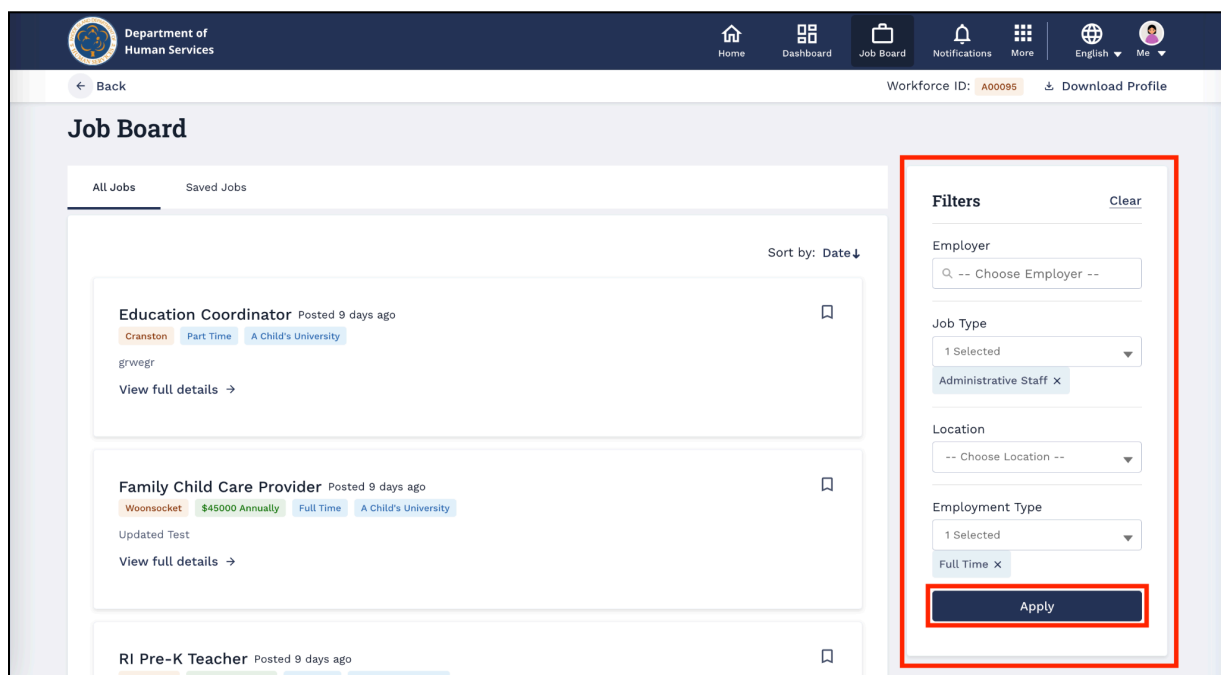 Department of
Human Services
Home
Dashboard
Job Board
Notifications
More
English
Me
← Back
Workforce ID: A00095
Download Profile
Job Board
All Jobs
Saved Jobs
Sort by: Date↓
Education Coordinator Posted 9 days ago
Cranston Part Time A Child's University
grwegr
View full details →
Family Child Care Provider Posted 9 days ago
Woonsocket $45000 Annually Full Time A Child's University
Updated Test
View full details →
RI Pre-K Teacher Posted 9 days ago
Filters
Clear
Employer
-- Choose Employer --
Job Type
1 Selected
Administrative Staff ×
Location
-- Choose Location --
Employment Type
1 Selected
Full Time ×
Apply